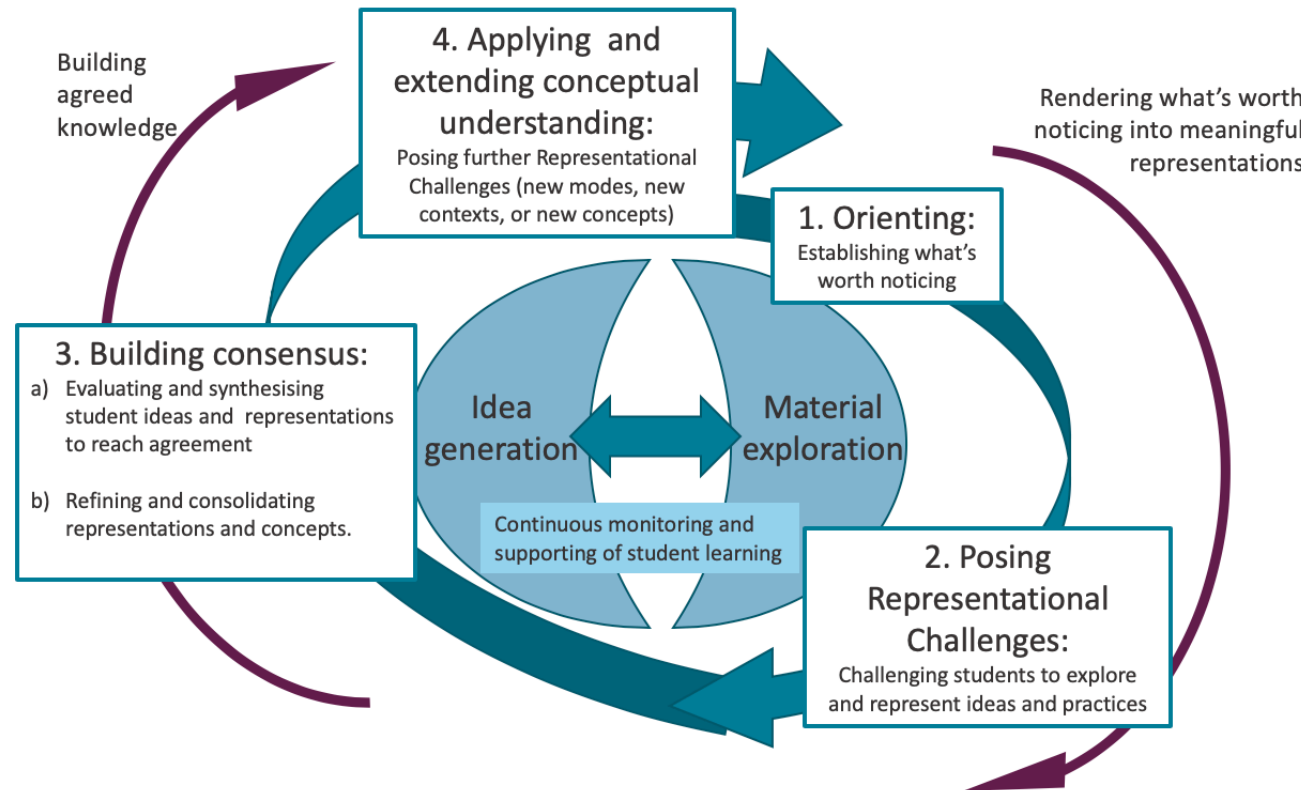 Building
agreed
knowledge
4. Applying and
extending conceptual
understanding:
Posing further Representational
Challenges (new modes, new
contexts, or new concepts)
Rendering what's worth
noticing into meaningful
representations
1. Orienting:
Establishing what's
worth noticing
3. Building consensus:
a) Evaluating and synthesising
student ideas and representations
to reach agreement
b) Refining and consolidating
representations and concepts.
Idea
generation
Material
exploration
Continuous monitoring and
supporting of student learning
2. Posing
Representational
Challenges:
Challenging students to explore
and represent ideas and practices